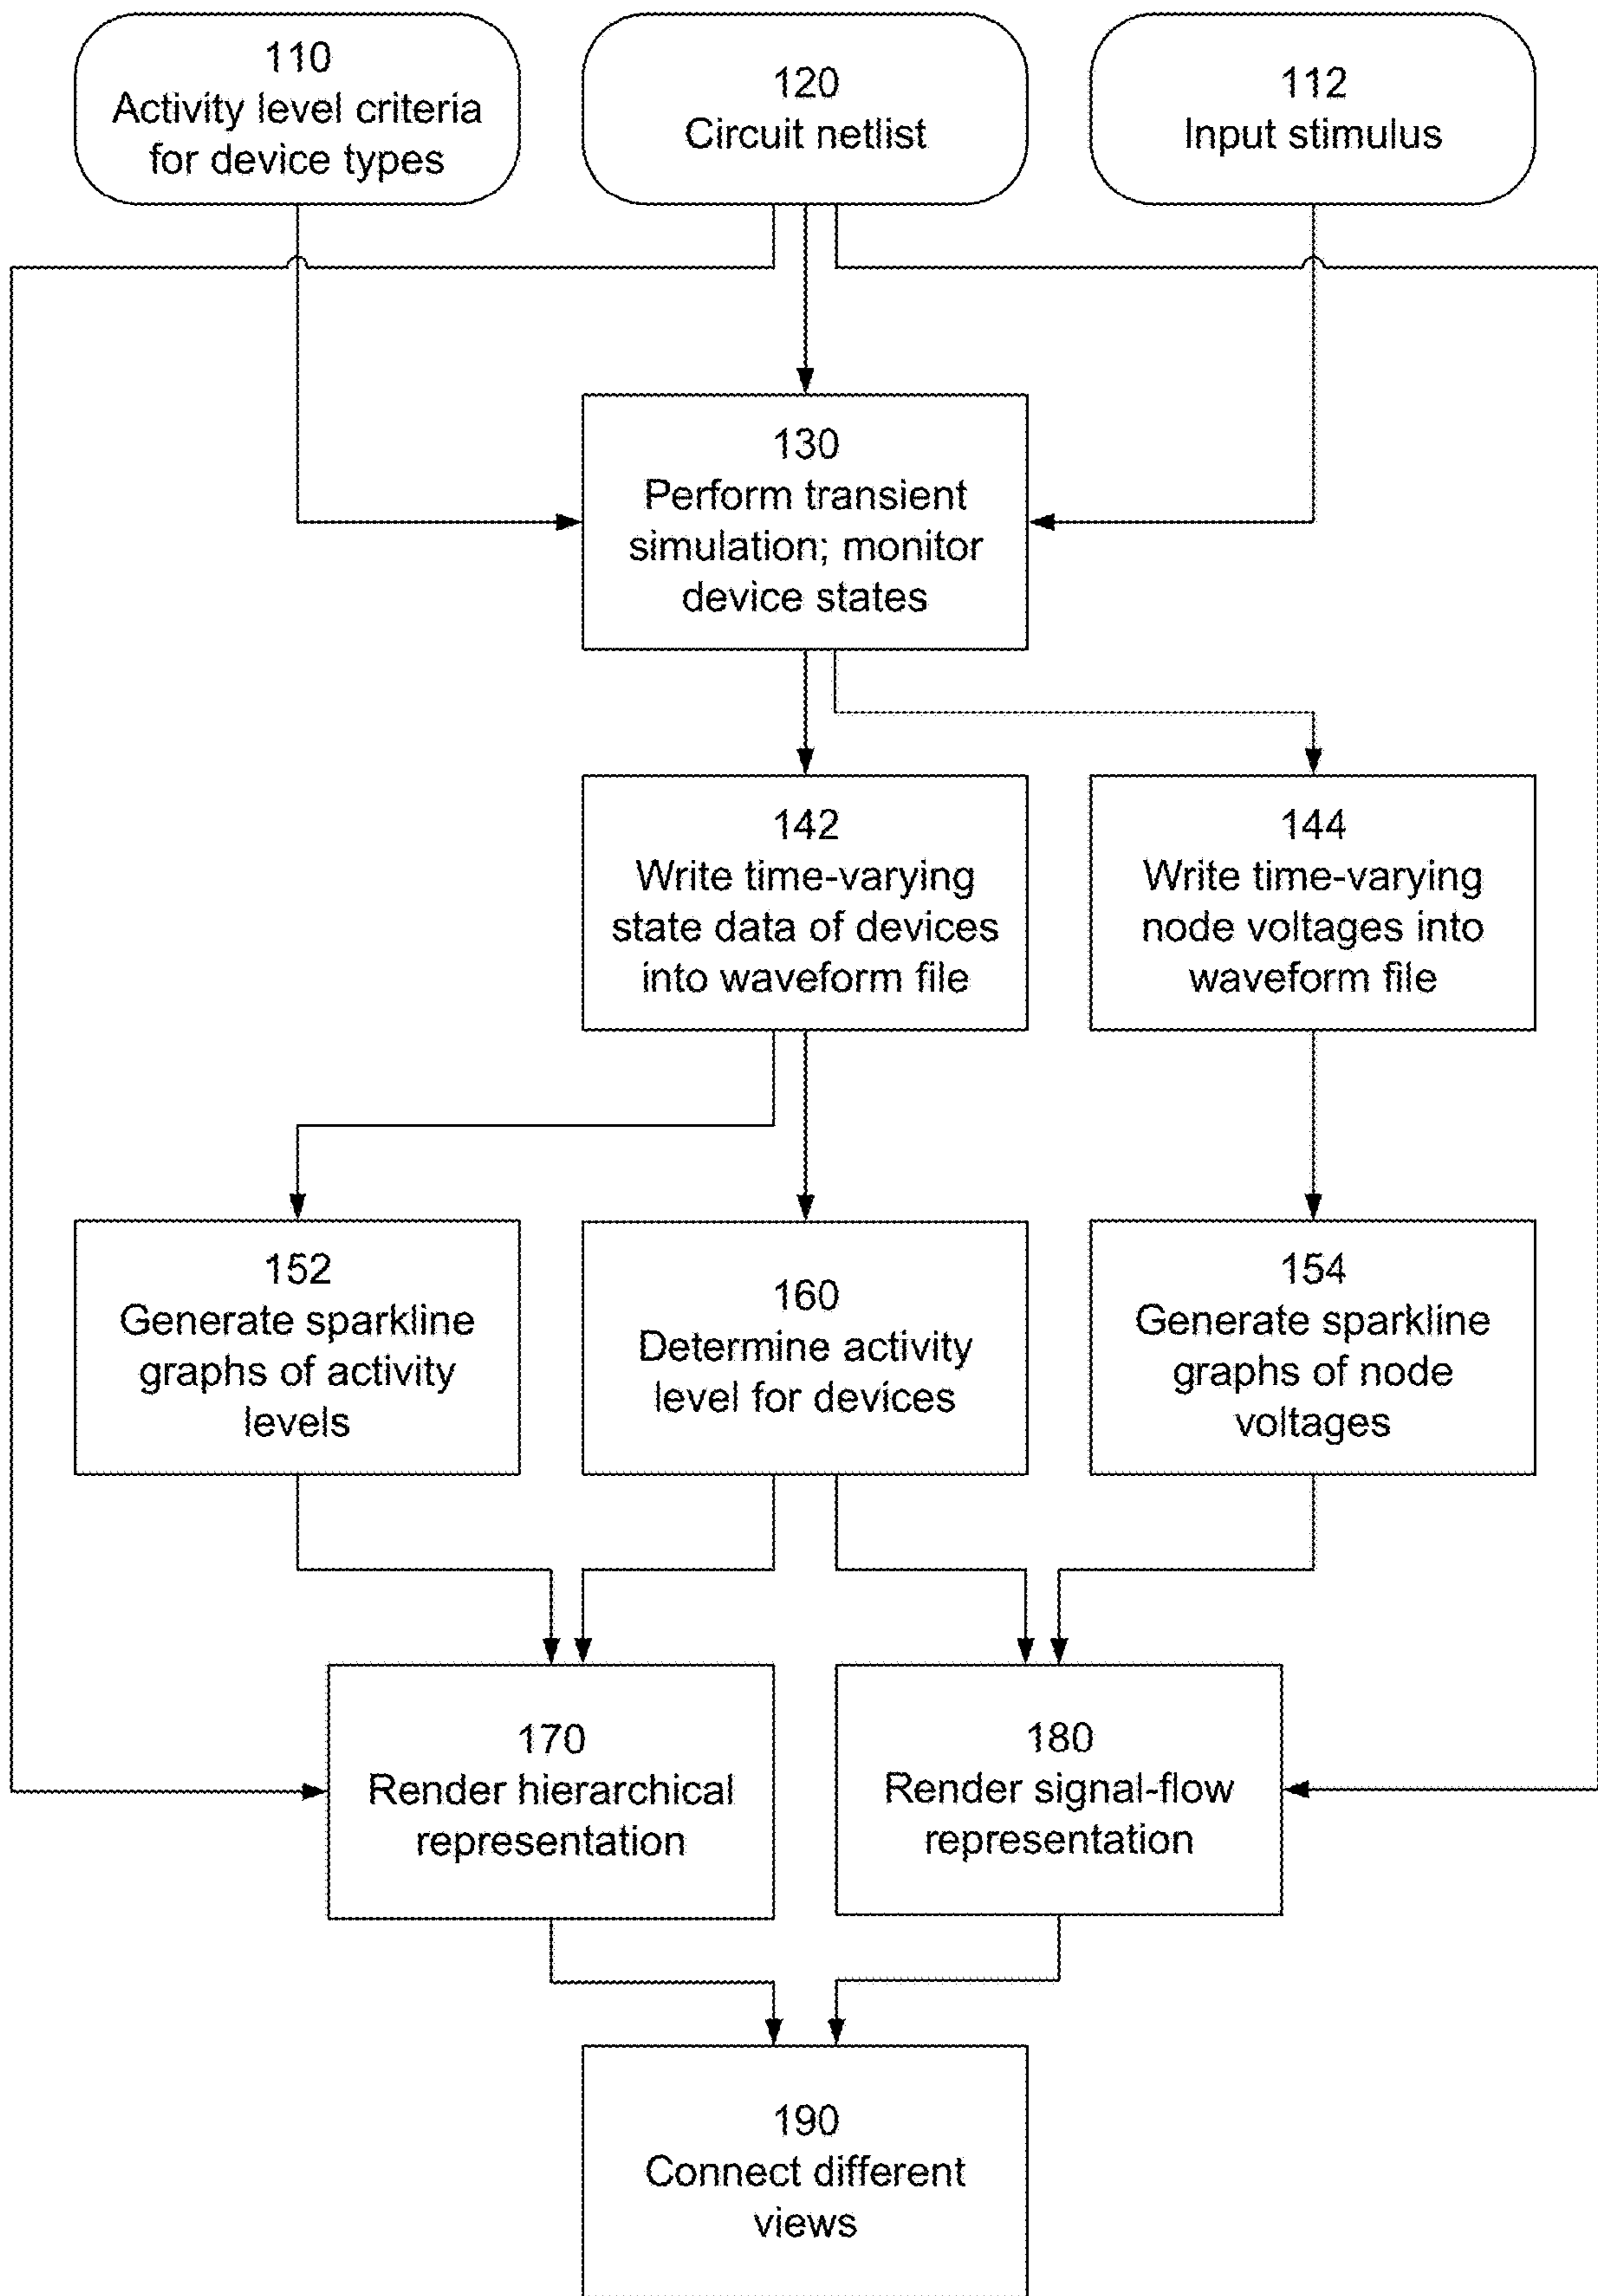 110
Activity level criteria
for device types
120
Circuit netlist
112
Input stimulus
130
Perform transient
simulation; monitor
device states
142
Write time-varying
state data of devices
into waveform file
144
Write time-varying
node voltages into
waveform file
152
Generate sparkline
graphs of activity
levels
160
Determine activity
level for devices
154
Generate sparkline
graphs of node
voltages
170
Render hierarchical
representation
180
Render signal-flow
representation
190
Connect different
views